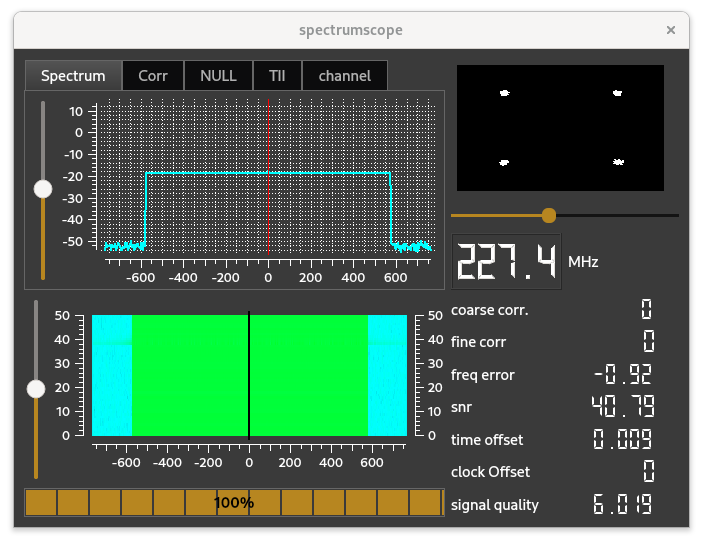 spectrumscope
×
Spectrum Corr NULL TII channel
10
0
-10
-20
-30
-40
-50
-600 -400 -200 0 200 400 600
227.4 MHz
50 50
40 40
30 30
20 20
10 10
0 0
-600 -400 -200 0 200 400 600
100%
coarse corr. 0
fine corr 0
freq error -0.92
snr 40.79
time offset 0.009
clock Offset 0
signal quality 6.019